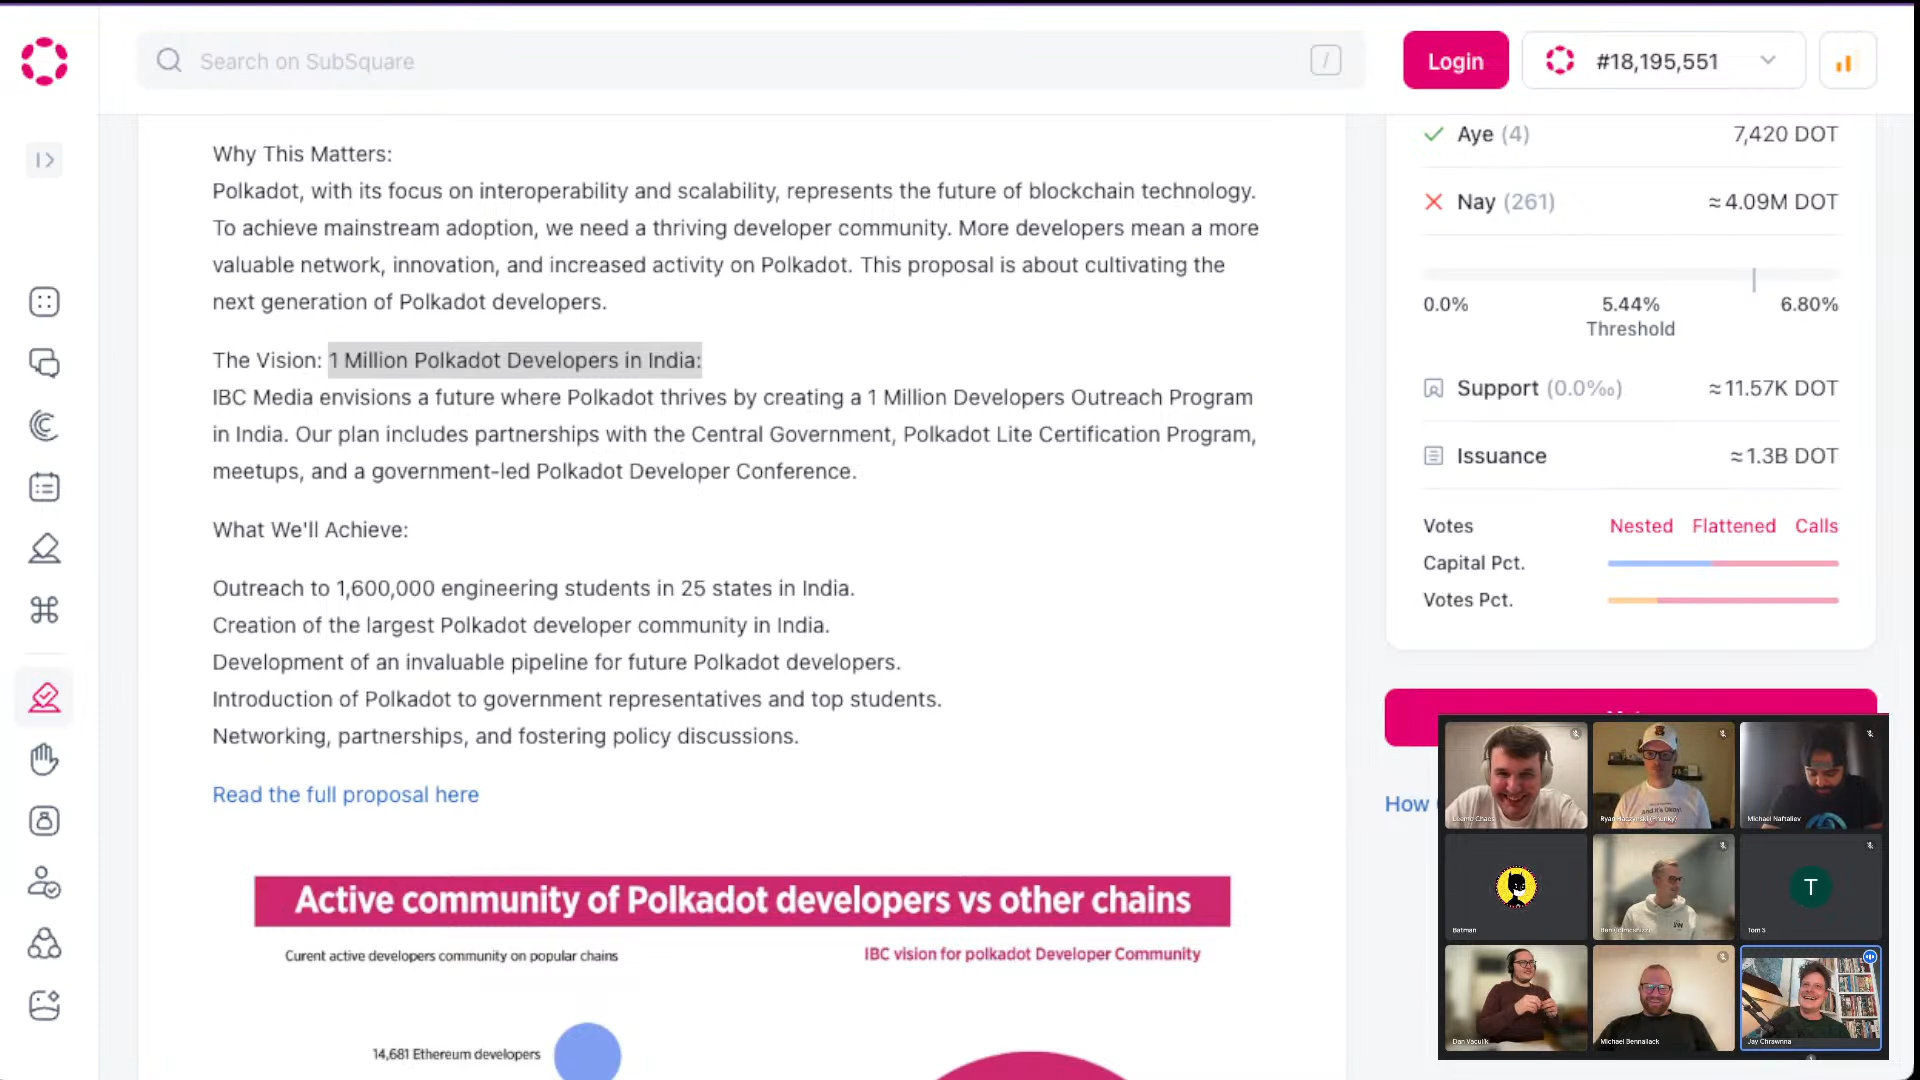 Search on SubSquare
/
Login
#18,195,551
Why This Matters:
Polkadot, with its focus on interoperability and scalability, represents the future of blockchain technology.
To achieve mainstream adoption, we need a thriving developer community. More developers mean a more
valuable network, innovation, and increased activity on Polkadot. This proposal is about cultivating the
next generation of Polkadot developers.
The Vision: 1 Million Polkadot Developers in India:
IBC Media envisions a future where Polkadot thrives by creating a 1 Million Developers Outreach Program
in India. Our plan includes partnerships with the Central Government, Polkadot Lite Certification Program,
meetups, and a government-led Polkadot Developer Conference.
What We'll Achieve:
Outreach to 1,600,000 engineering students in 25 states in India.
Creation of the largest Polkadot developer community in India.
Development of an invaluable pipeline for future Polkadot developers.
Introduction of Polkadot to government representatives and top students.
Networking, partnerships, and fostering policy discussions.
Read the full proposal here
Active community of Polkadot developers vs other chains
Curent active developers community on popular chains
IBC vision for polkadot Developer Community
14,681 Ethereum developers
Aye (4) 7,420 DOT
Nay (261) ≈4.09M DOT
0.0% 5.44% 6.80%
Threshold
Support (0.0‰) ≈11.57K DOT
Issuance ≈1.3B DOT
Votes Nested Flattened Calls
Capital Pct.
Votes Pct.
How
Leemo Chaos
Michael Naftaliev
and it's Okay!
Batman
T
Tom S
Dan Vaculik
Michael Bennallack
Jay Chrawnna